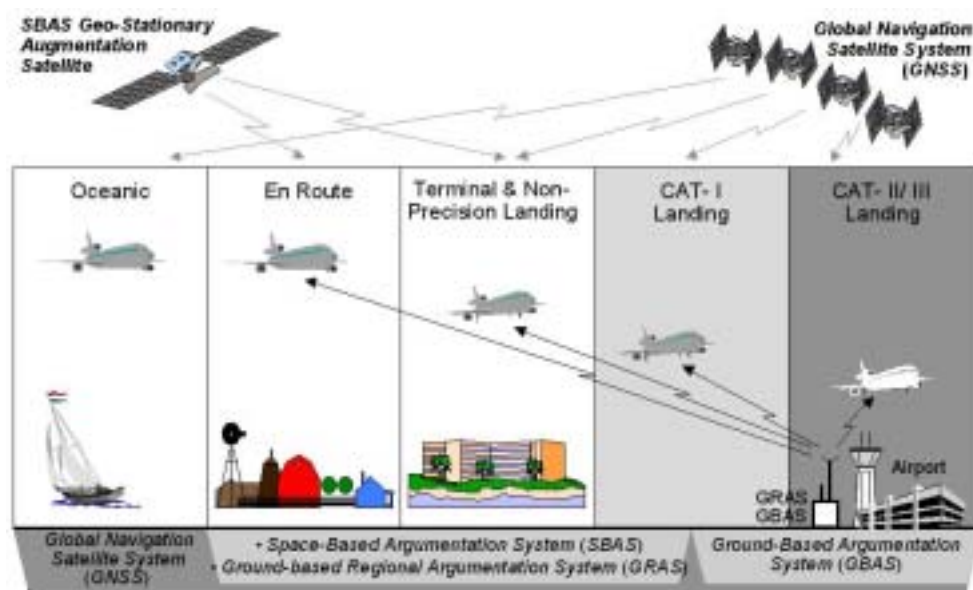 SBAS Geo-Stationary
Augmentation
Satellite
Global Navigation
Satellite System
(GNSS)
Oceanic
En Route
Terminal & Non-
Precision Landing
CAT- I
Landing
CAT- II/ III
Landing
Airport
GRAS
GBAS
Global Navigation
Satellite System
(GNSS)
• Space-Based Argumentation System (SBAS)
• Ground-based Regional Argumentation System (GRAS)
Ground-Based Argumentation
System (GBAS)